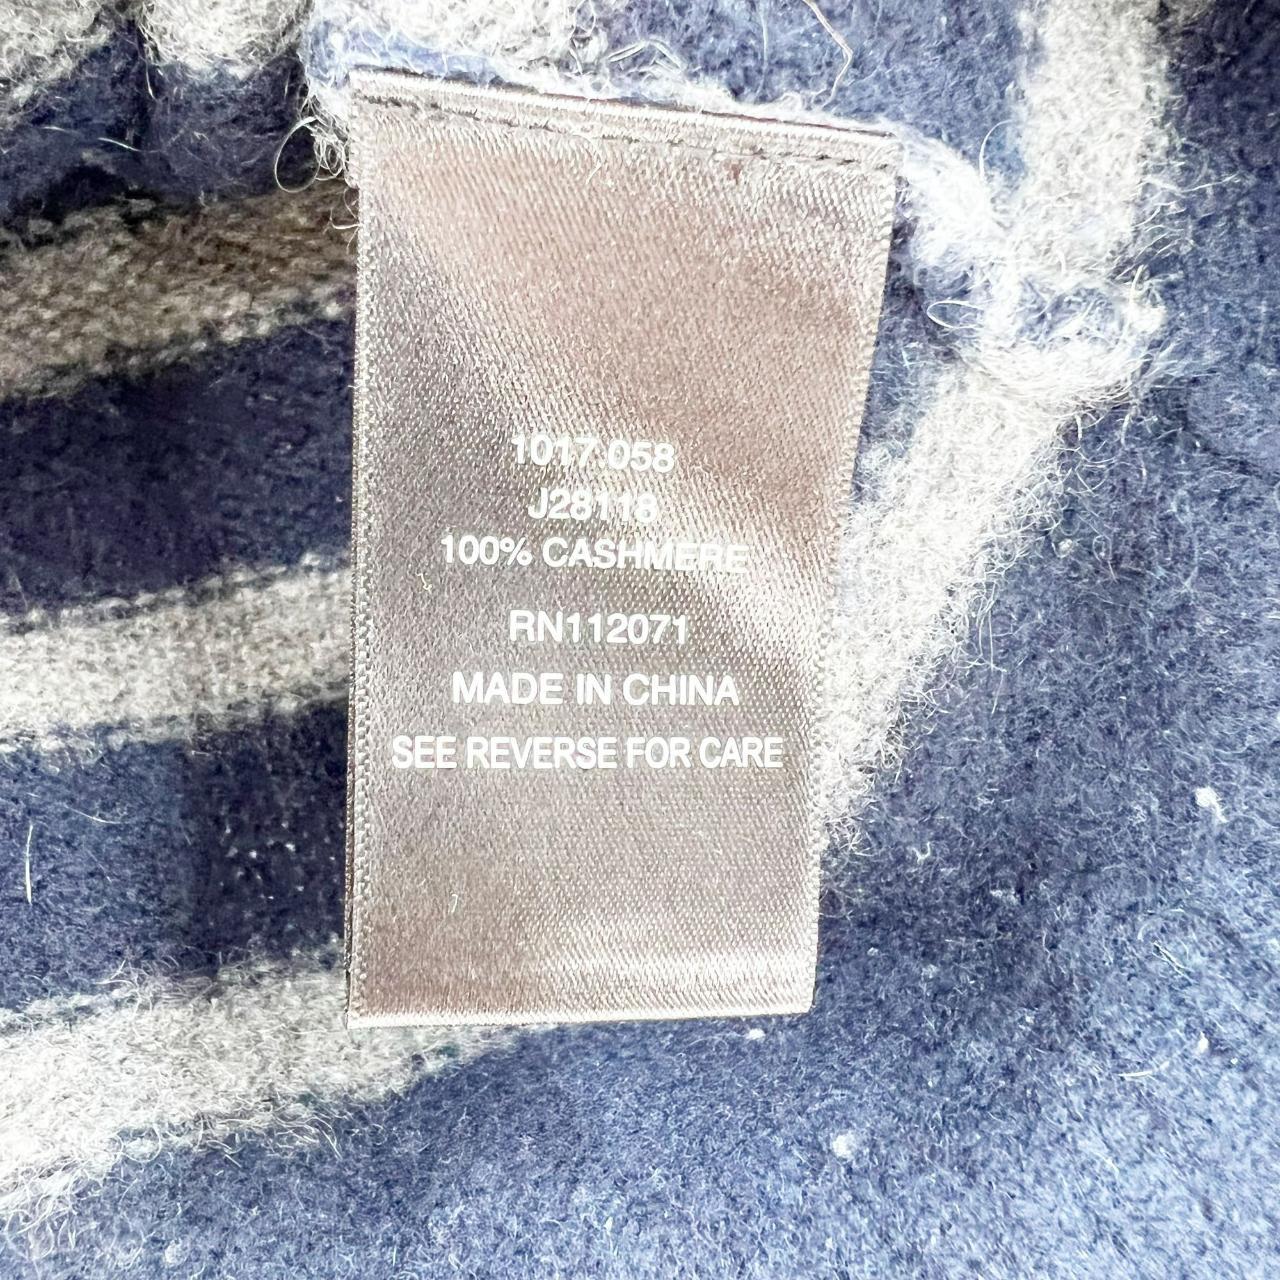 1017.058
J28118
100% CASHMERE
RN112071
MADE IN CHINA
SEE REVERSE FOR CARE